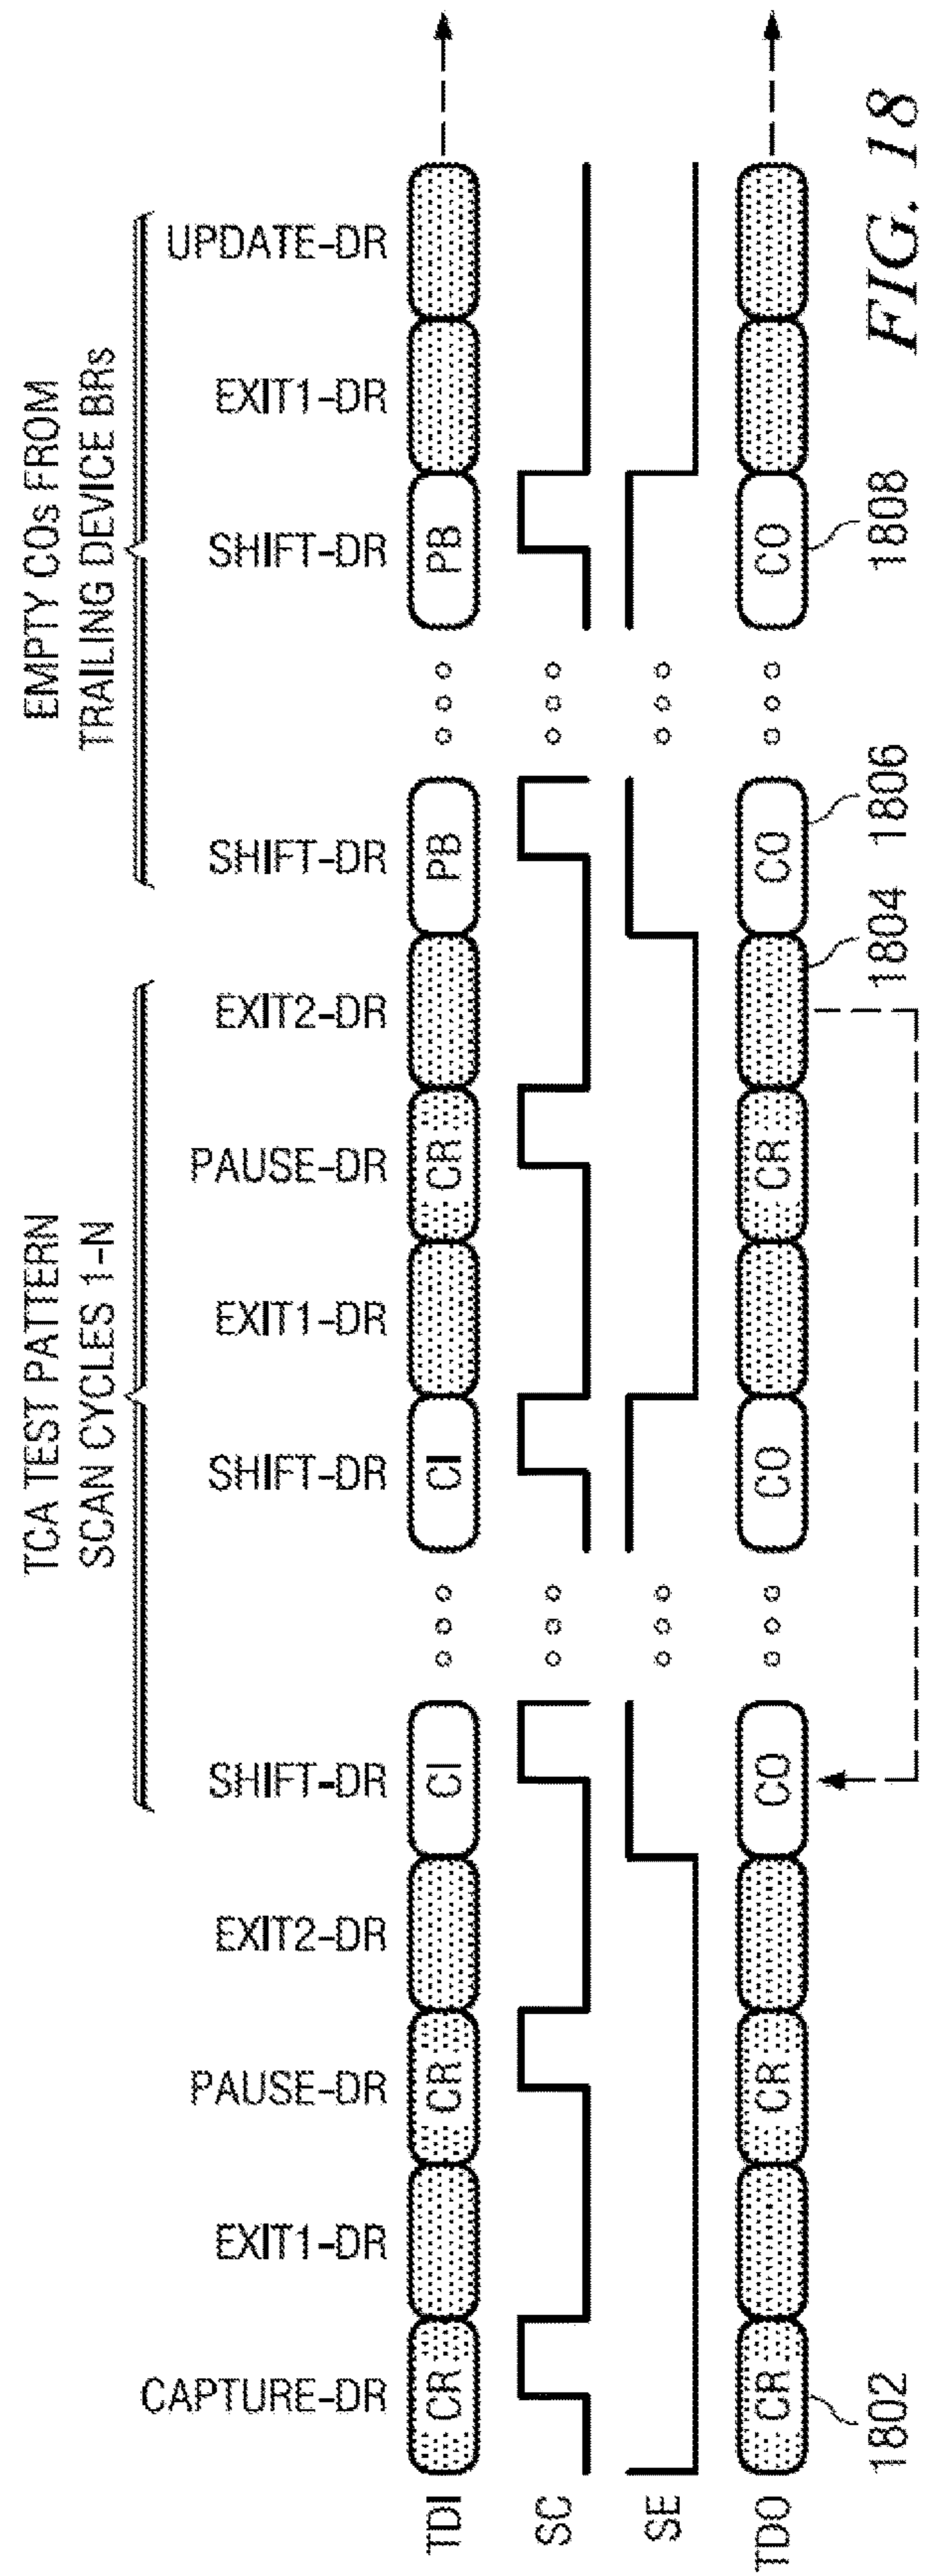 TCA TEST PATTERN
SCAN CYCLES 1-N
EMPTY COs FROM
TRAILING DEVICE BRs
CAPTURE-DR
EXIT1-DR
PAUSE-DR
EXIT2-DR
SHIFT-DR
SHIFT-DR
EXIT1-DR
PAUSE-DR
EXIT2-DR
SHIFT-DR
SHIFT-DR
EXIT1-DR
UPDATE-DR
TDI CR CR CI CI CR PB PB
SC
SE
TDO CR CR CO CO CR CO CO
1802
1804
1806
1808
FIG. 18